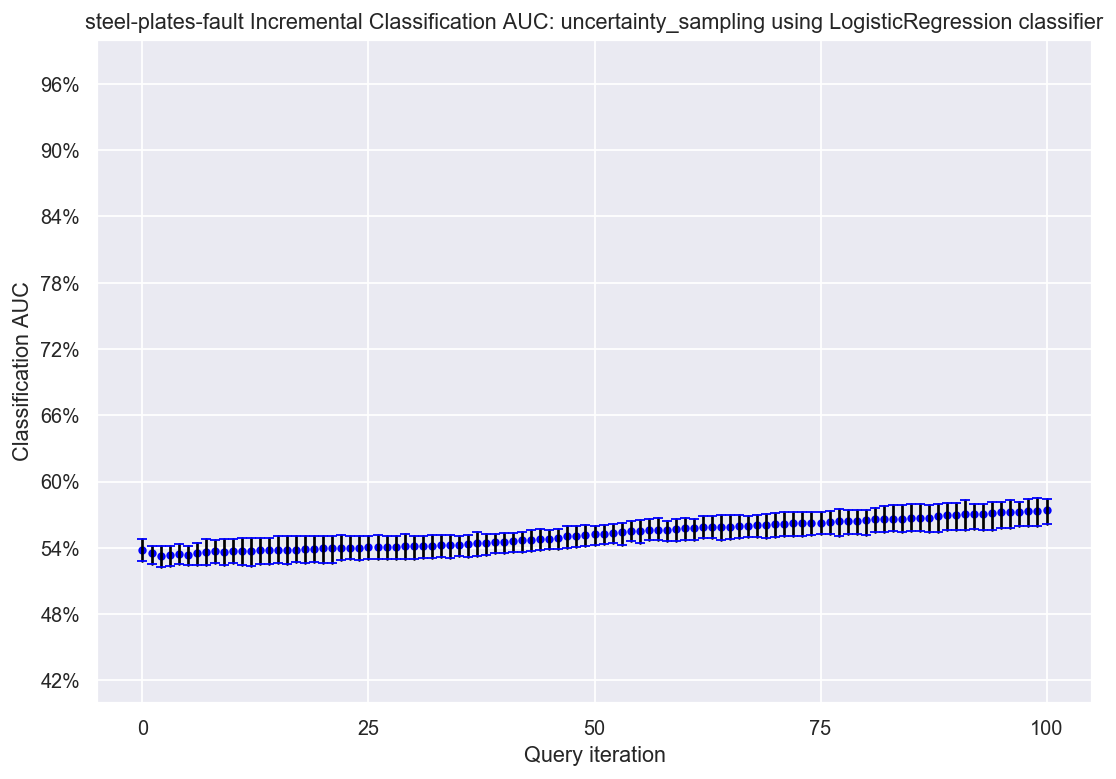 steel-plates-fault Incremental Classification AUC: uncertainty_sampling using LogisticRegression classifier
96%
90%
84%
78%
72%
66%
60%
54%
48%
42%
Classification AUC
0 25 50 75 100
Query iteration